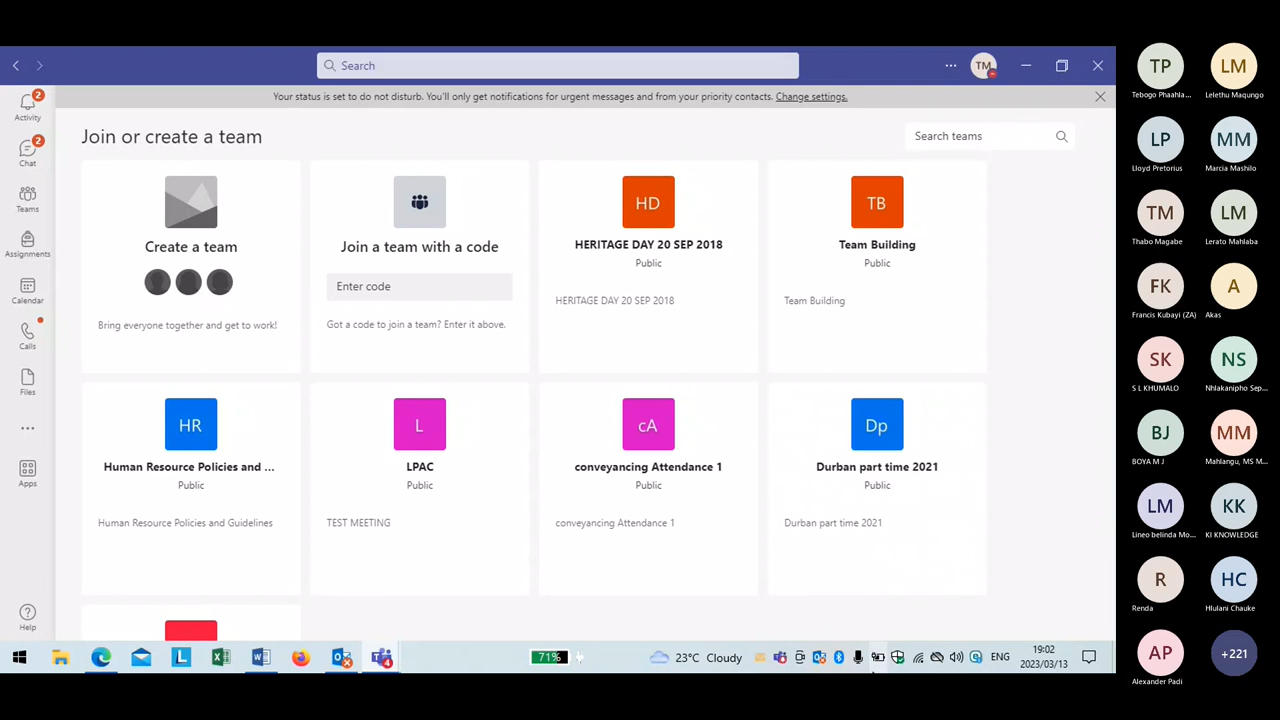 Search
TM
Your status is set to do not disturb. You'll only get notifications for urgent messages and from your priority contacts. Change settings.
2
Activity
2
Chat
Teams
Assignments
Calendar
Calls
Files
Apps
Help
Join or create a team
Search teams
Create a team
Bring everyone together and get to work!
Join a team with a code
Enter code
Got a code to join a team? Enter it above.
HD
HERITAGE DAY 20 SEP 2018
Public
HERITAGE DAY 20 SEP 2018
TB
Team Building
Public
Team Building
HR
Human Resource Policies and ...
Public
Human Resource Policies and Guidelines
L
LPAC
Public
TEST MEETING
cA
conveyancing Attendance 1
Public
conveyancing Attendance 1
Dp
Durban part time 2021
Public
Durban part time 2021
L
4
71%
23°C Cloudy
ENG
19:02
2023/03/13
TP
Tebogo Phaahla...
LM
Lelethu Maqungo
LP
Lloyd Pretorius
MM
Marcia Mashilo
TM
Thabo Magabe
LM
Lerato Mahlaba
FK
Francis Kubayi (ZA)
A
Akas
SK
S L KHUMALO
NS
Nhlakanipho Sep...
BJ
BOYA M J
MM
Mahlangu, MS M...
LM
Lineo belinda Mo...
KK
KI KNOWLEDGE
R
Renda
HC
Hlulani Chauke
AP
Alexander Padi
+221